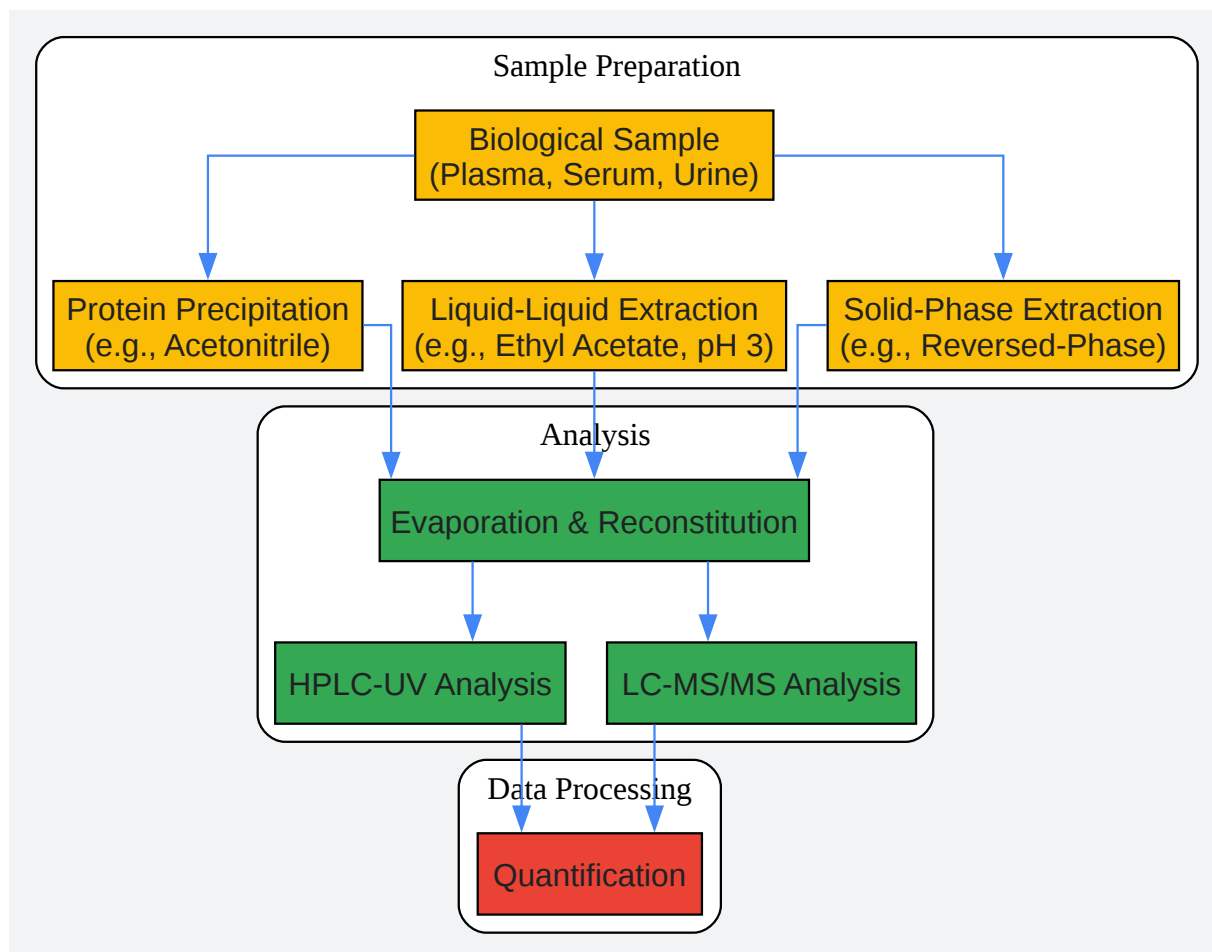 Sample Preparation
Biological Sample
(Plasma, Serum, Urine)
Protein Precipitation
(e.g., Acetonitrile)
Liquid-Liquid Extraction
(e.g., Ethyl Acetate, pH 3)
Solid-Phase Extraction
(e.g., Reversed-Phase)
Analysis
Evaporation & Reconstitution
HPLC-UV Analysis
LC-MS/MS Analysis
Data Processing
Quantification